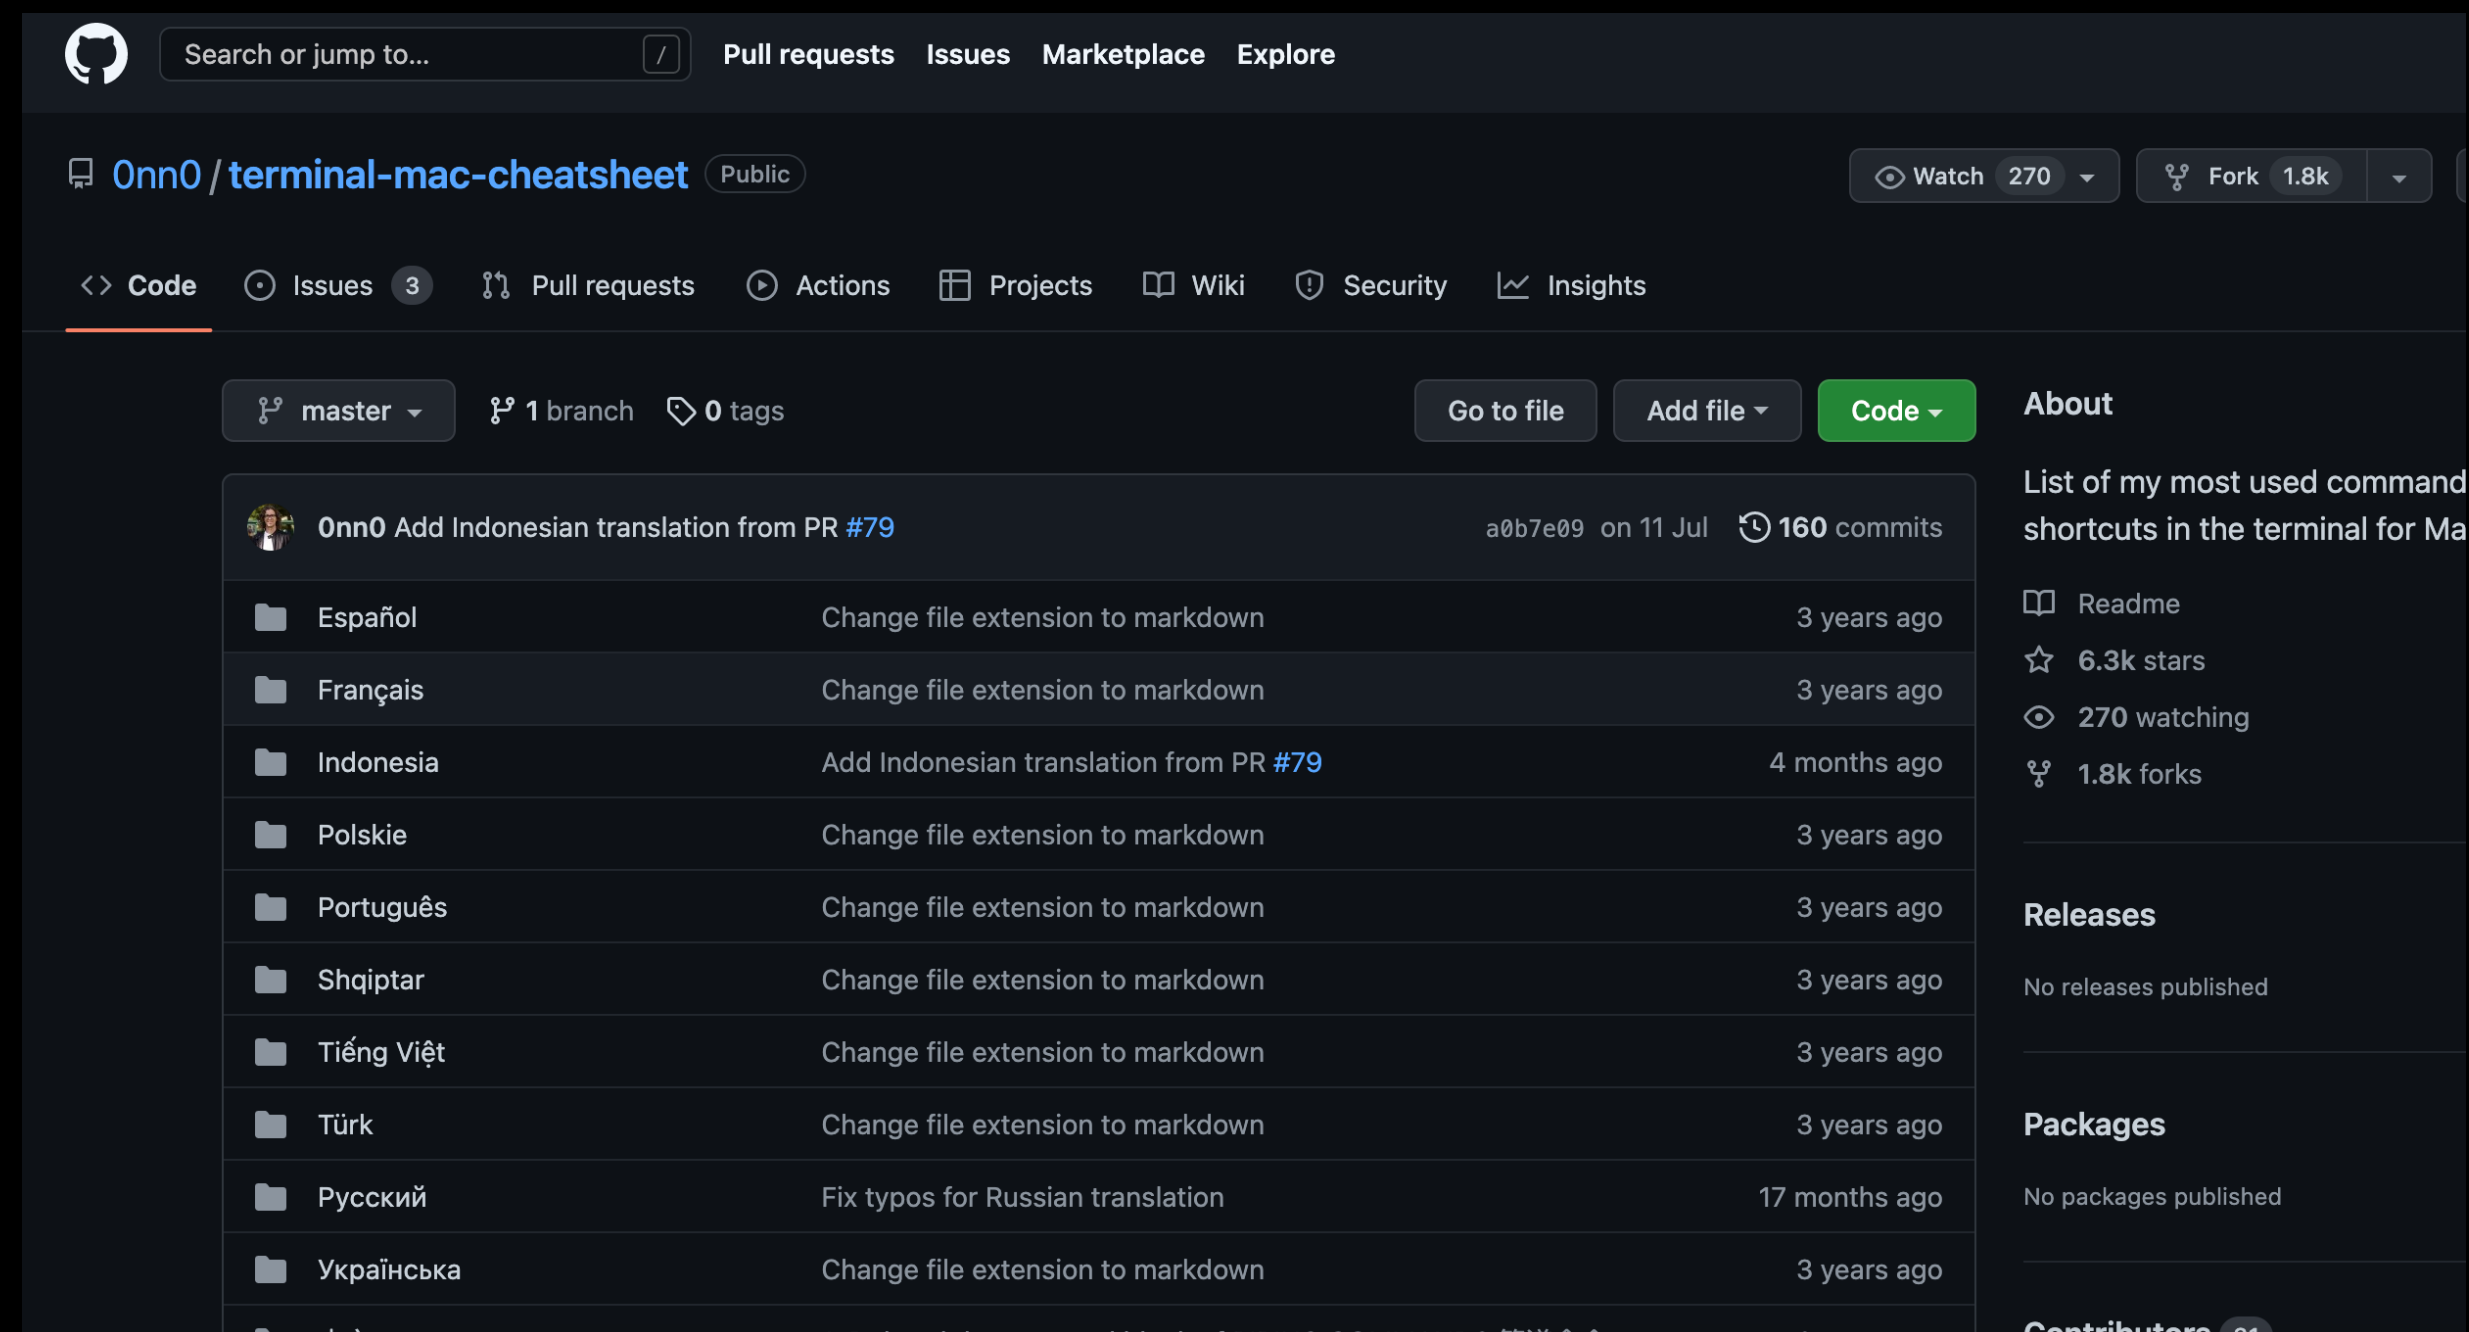 Search or jump to... /
Pull requests Issues Marketplace Explore
0nn0 / terminal-mac-cheatsheet Public
Watch 270 Fork 1.8k
Code Issues 3 Pull requests Actions Projects Wiki Security Insights
master 1 branch 0 tags Go to file Add file Code
0nn0 Add Indonesian translation from PR #79 a0b7e09 on 11 Jul 160 commits
Español Change file extension to markdown 3 years ago
Français Change file extension to markdown 3 years ago
Indonesia Add Indonesian translation from PR #79 4 months ago
Polskie Change file extension to markdown 3 years ago
Português Change file extension to markdown 3 years ago
Shqiptar Change file extension to markdown 3 years ago
Tiếng Việt Change file extension to markdown 3 years ago
Türk Change file extension to markdown 3 years ago
Русский Fix typos for Russian translation 17 months ago
Українська Change file extension to markdown 3 years ago
About
List of my most used command
shortcuts in the terminal for Ma
Readme
6.3k stars
270 watching
1.8k forks
Releases
No releases published
Packages
No packages published
Contributors